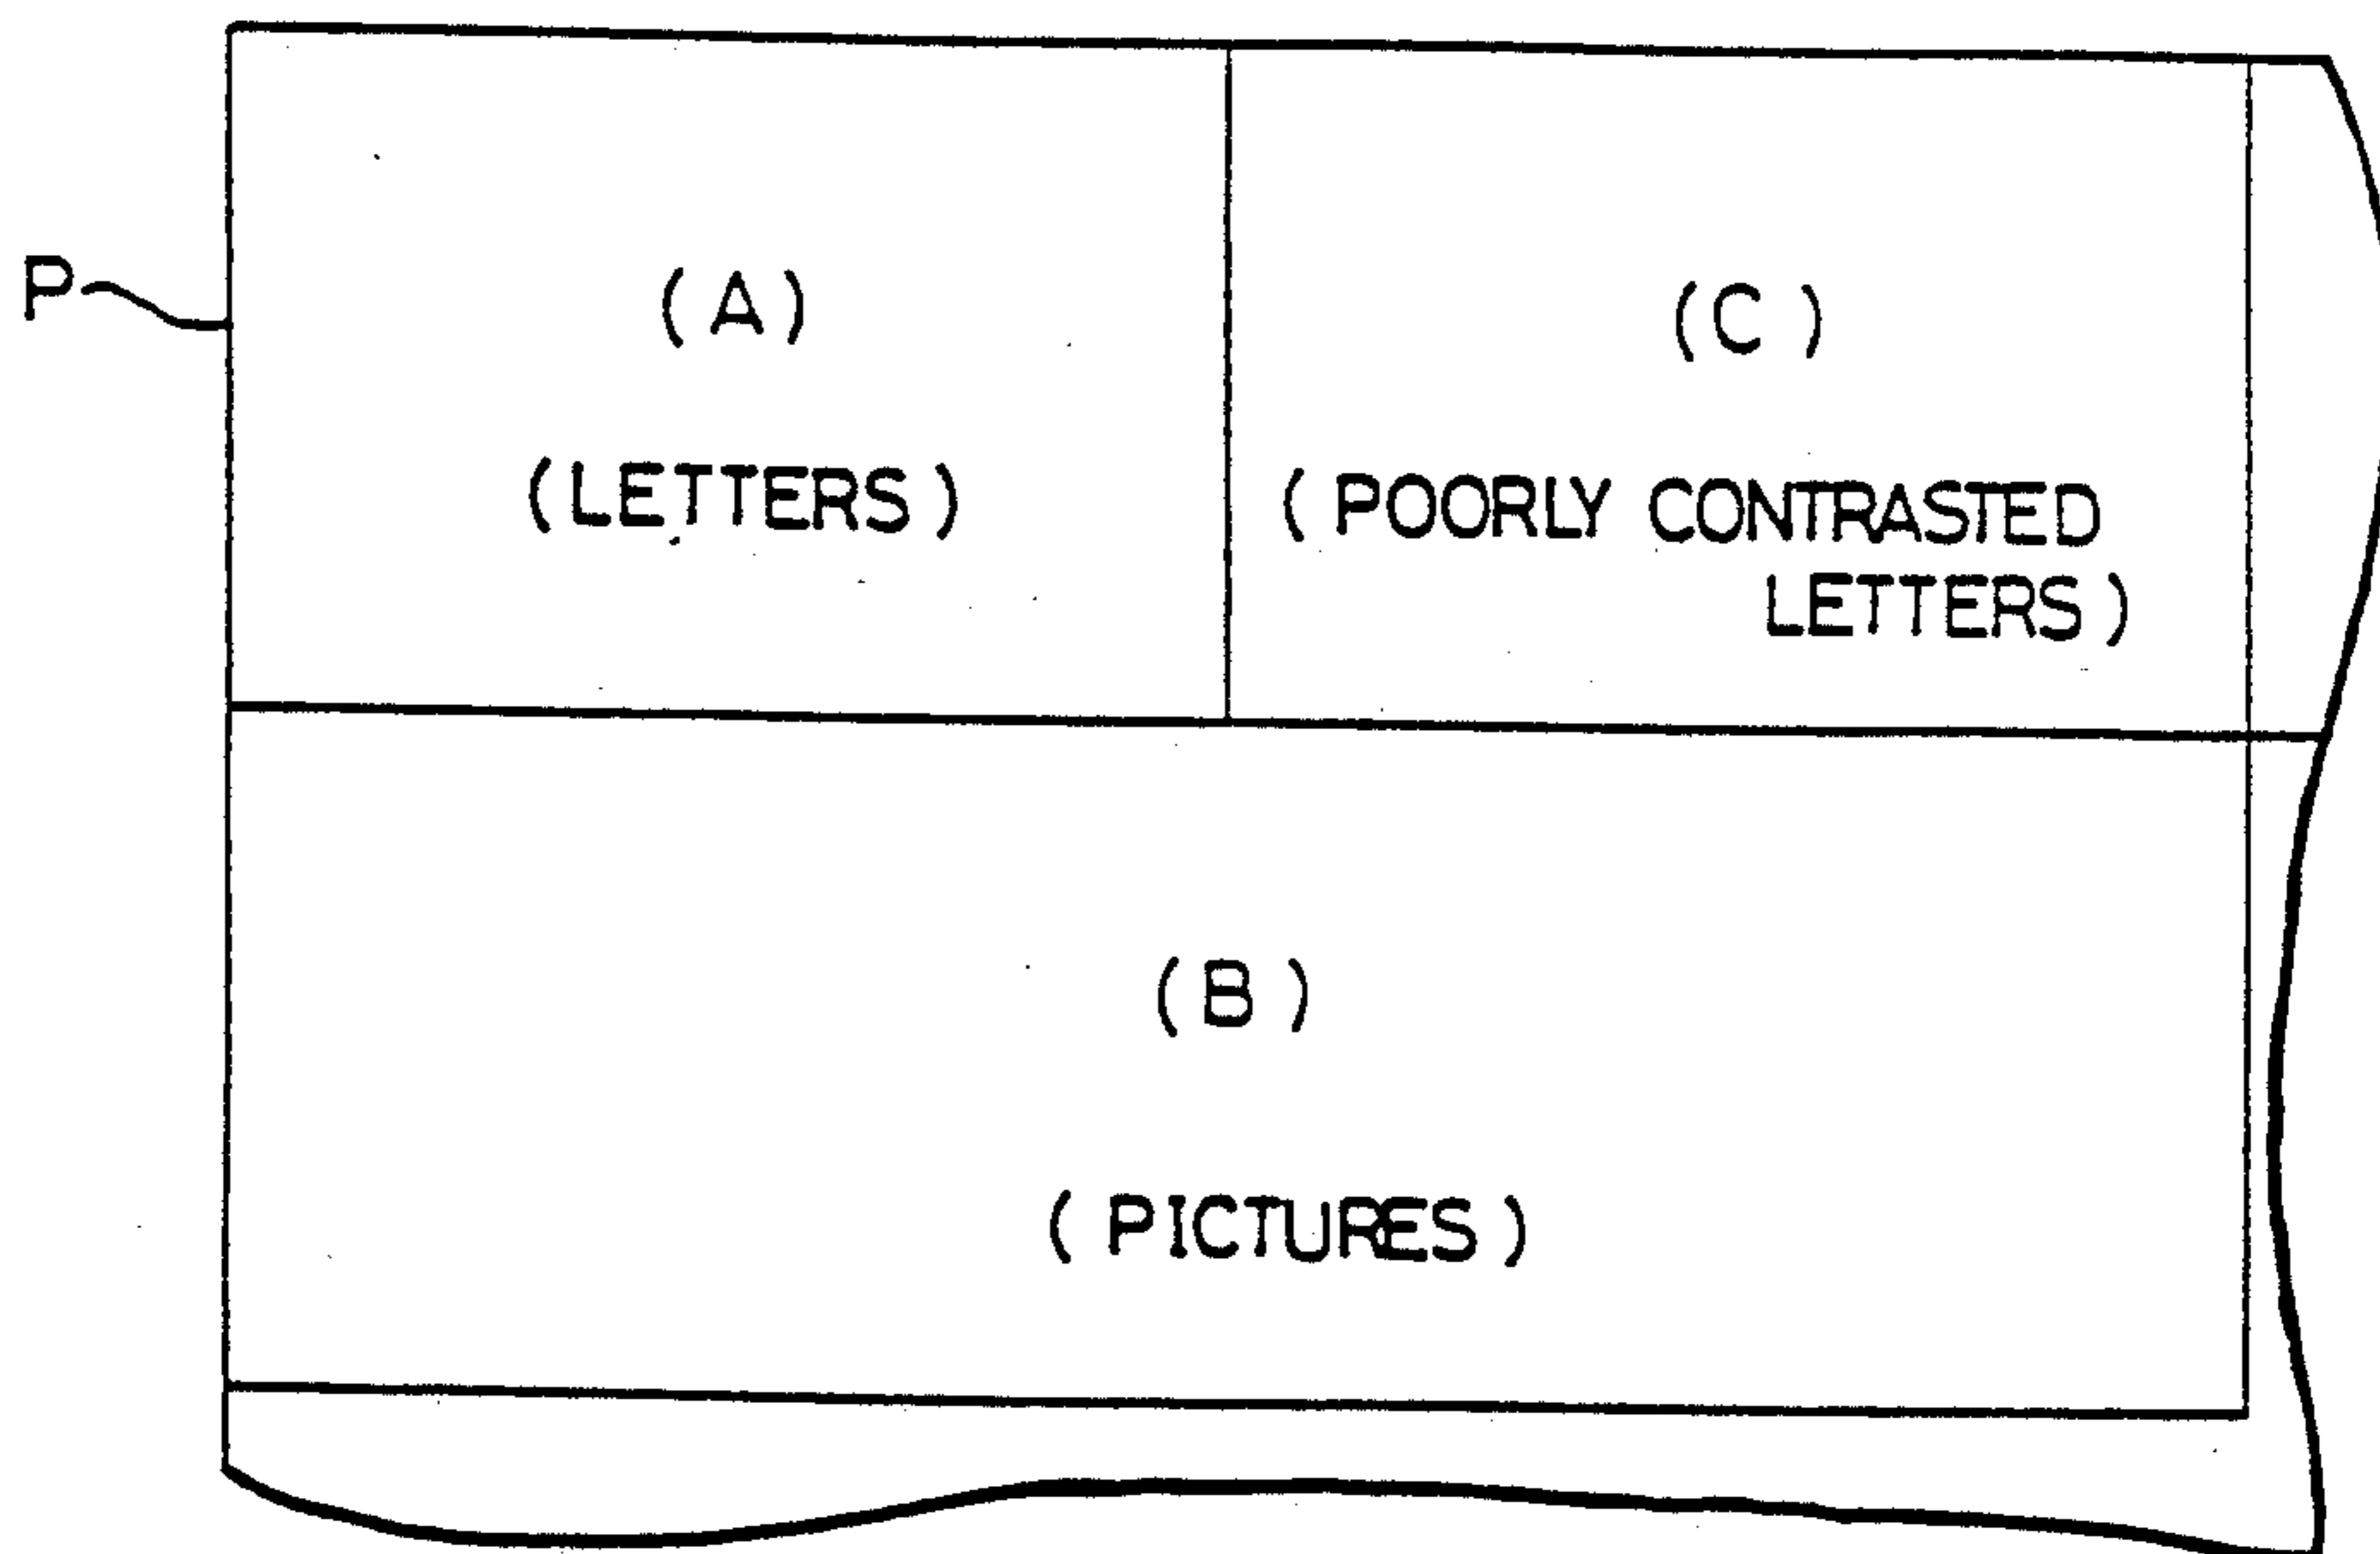 P
(A)
(LETTERS)
(C)
(POORLY CONTRASTED
LETTERS)
(B)
(PICTURES)